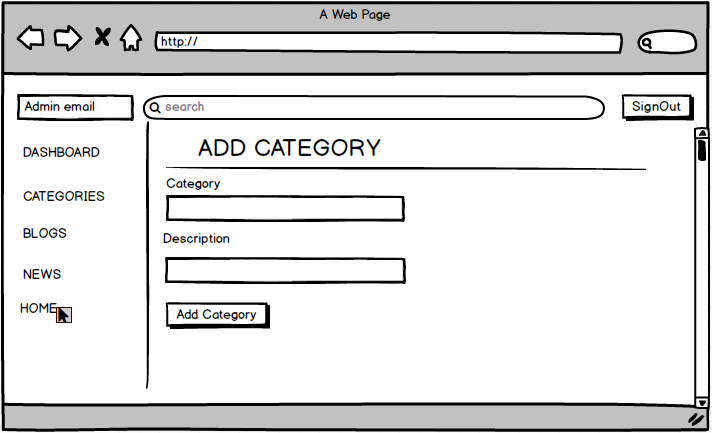 A Web Page
http://
Admin email
search
SignOut
DASHBOARD
CATEGORIES
BLOGS
NEWS
HOME
ADD CATEGORY
Category
Description
Add Category